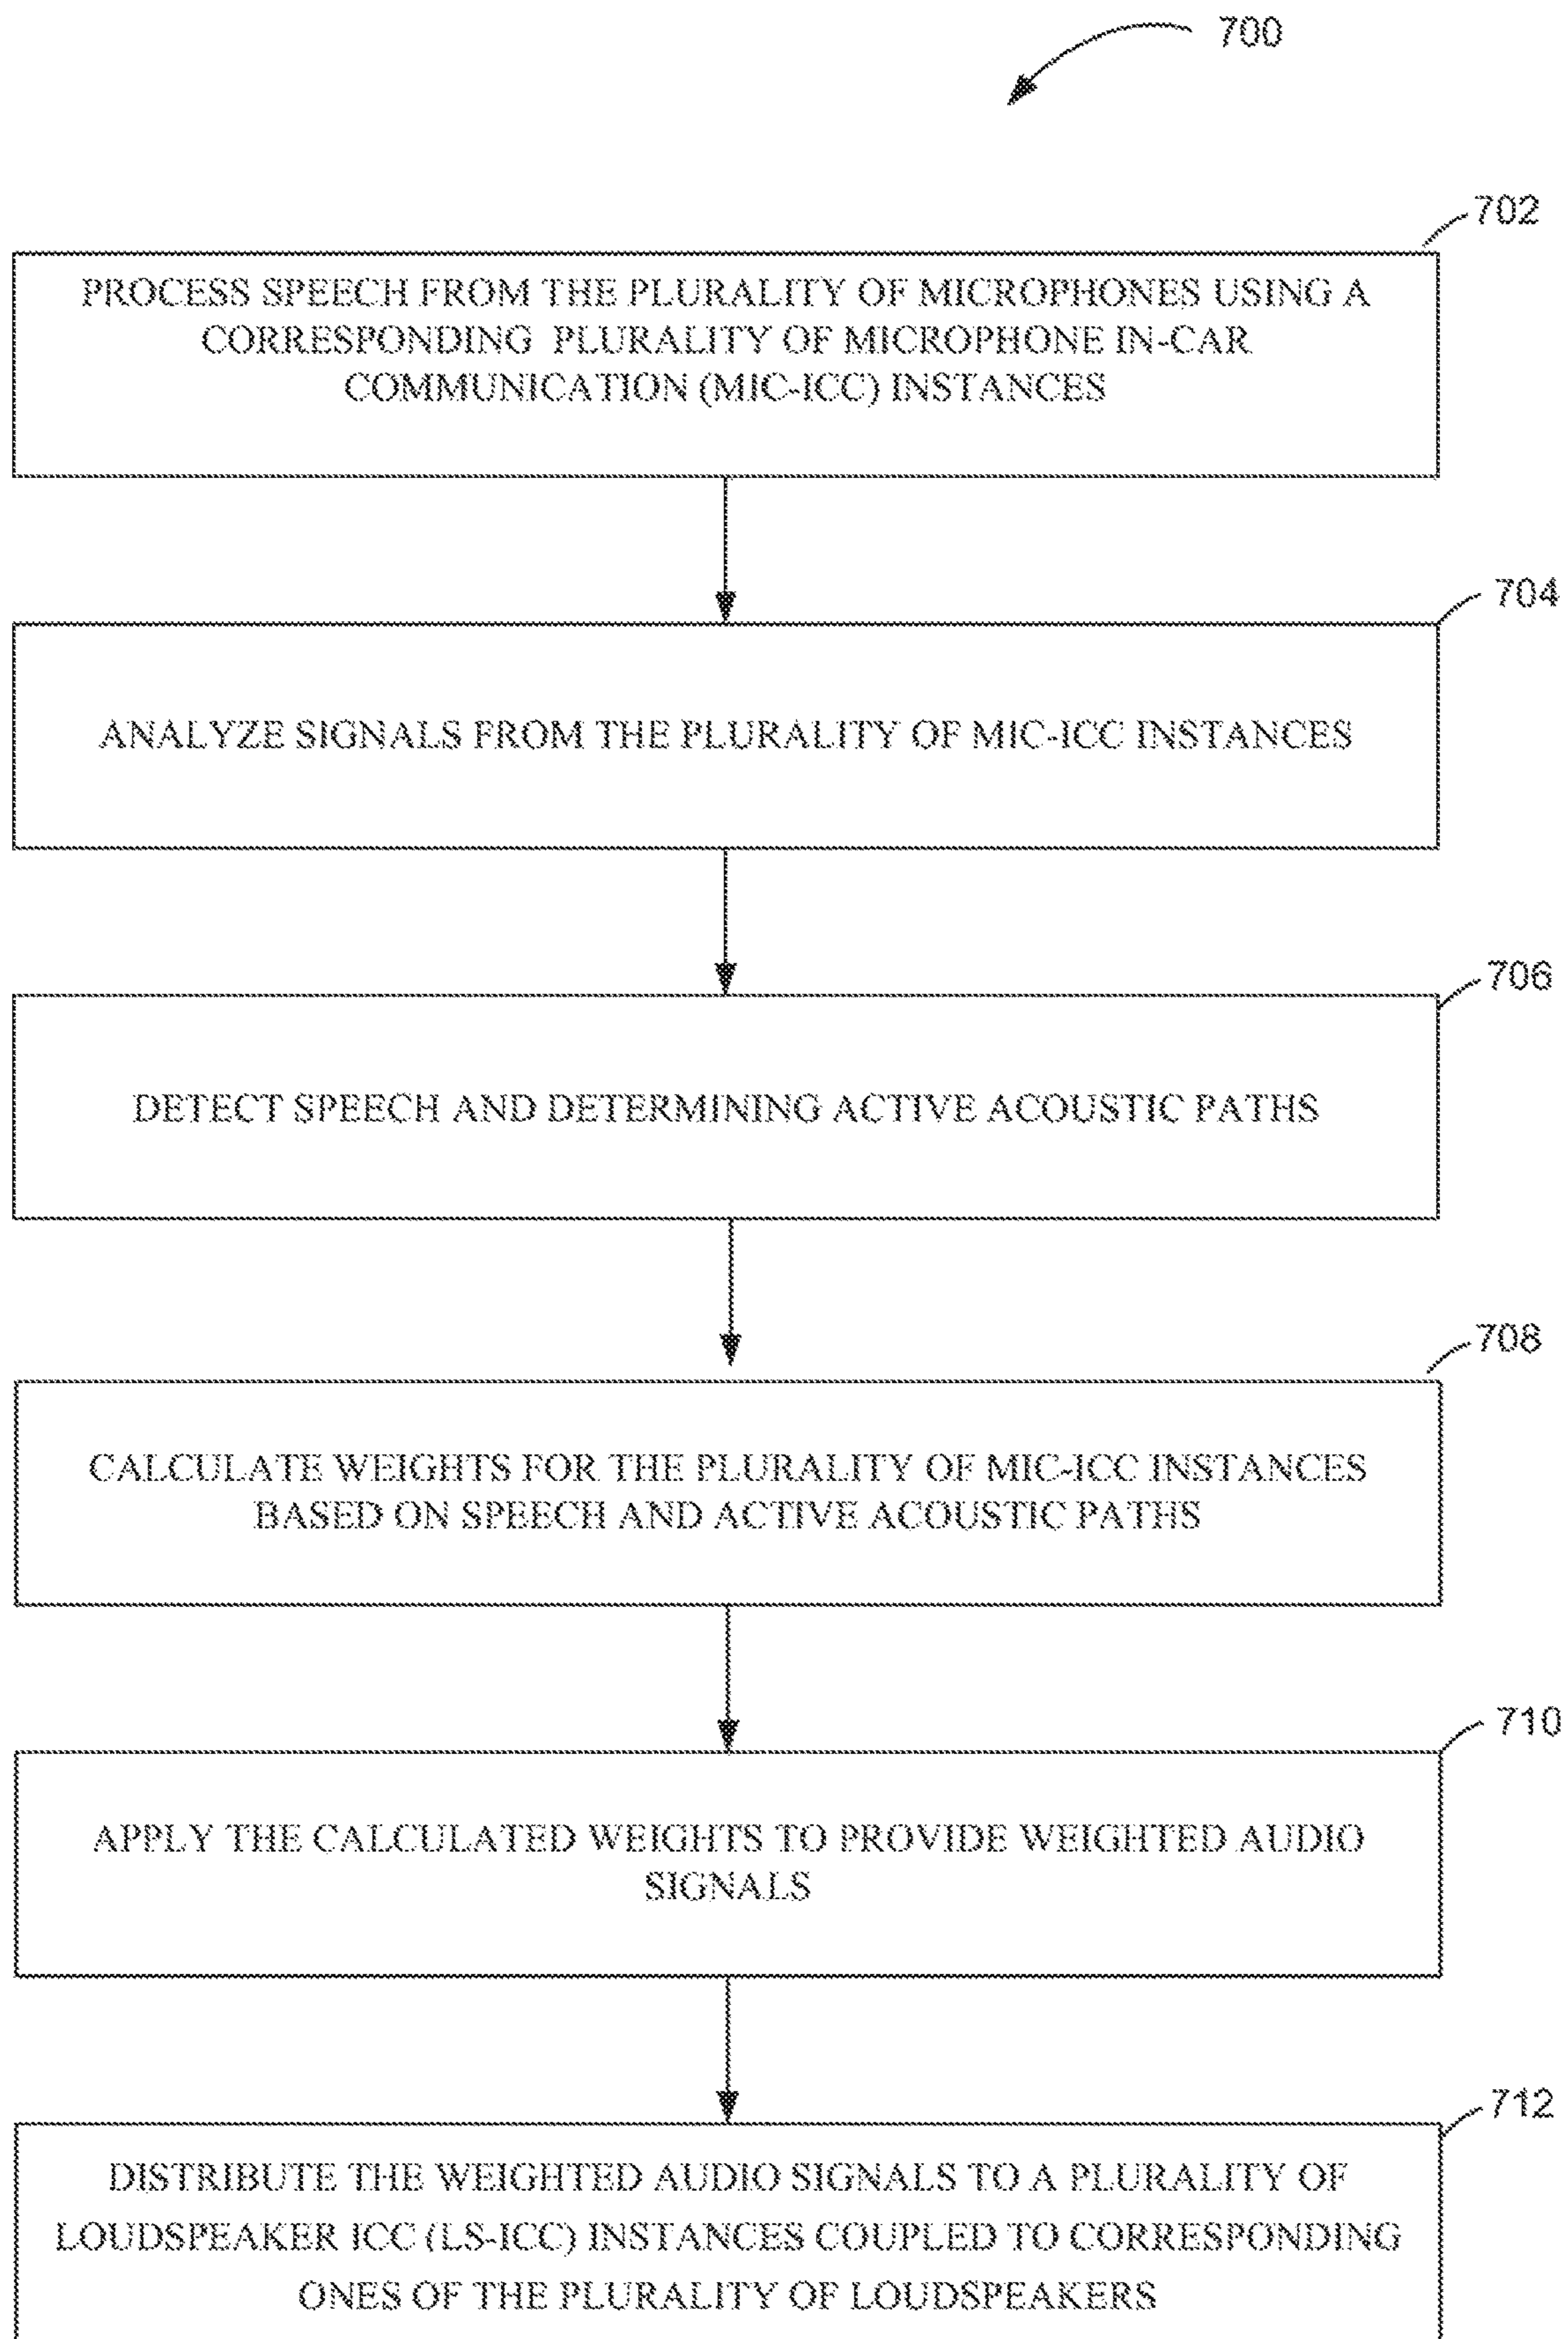 700
702
PROCESS SPEECH FROM THE PLURALITY OF MICROPHONES USING A
CORRESPONDING PLURALITY OF MICROPHONE IN-CAR
COMMUNICATION (MIC-ICC) INSTANCES
704
ANALYZE SIGNALS FROM THE PLURALITY OF MIC-ICC INSTANCES
706
DETECT SPEECH AND DETERMINING ACTIVE ACOUSTIC PATHS
708
CALCULATE WEIGHTS FOR THE PLURALITY OF MIC-ICC INSTANCES
BASED ON SPEECH AND ACTIVE ACOUSTIC PATHS
710
APPLY THE CALCULATED WEIGHTS TO PROVIDE WEIGHTED AUDIO
SIGNALS
712
DISTRIBUTE THE WEIGHTED AUDIO SIGNALS TO A PLURALITY OF
LOUDSPEAKER ICC (LS-ICC) INSTANCES COUPLED TO CORRESPONDING
ONES OF THE PLURALITY OF LOUDSPEAKERS